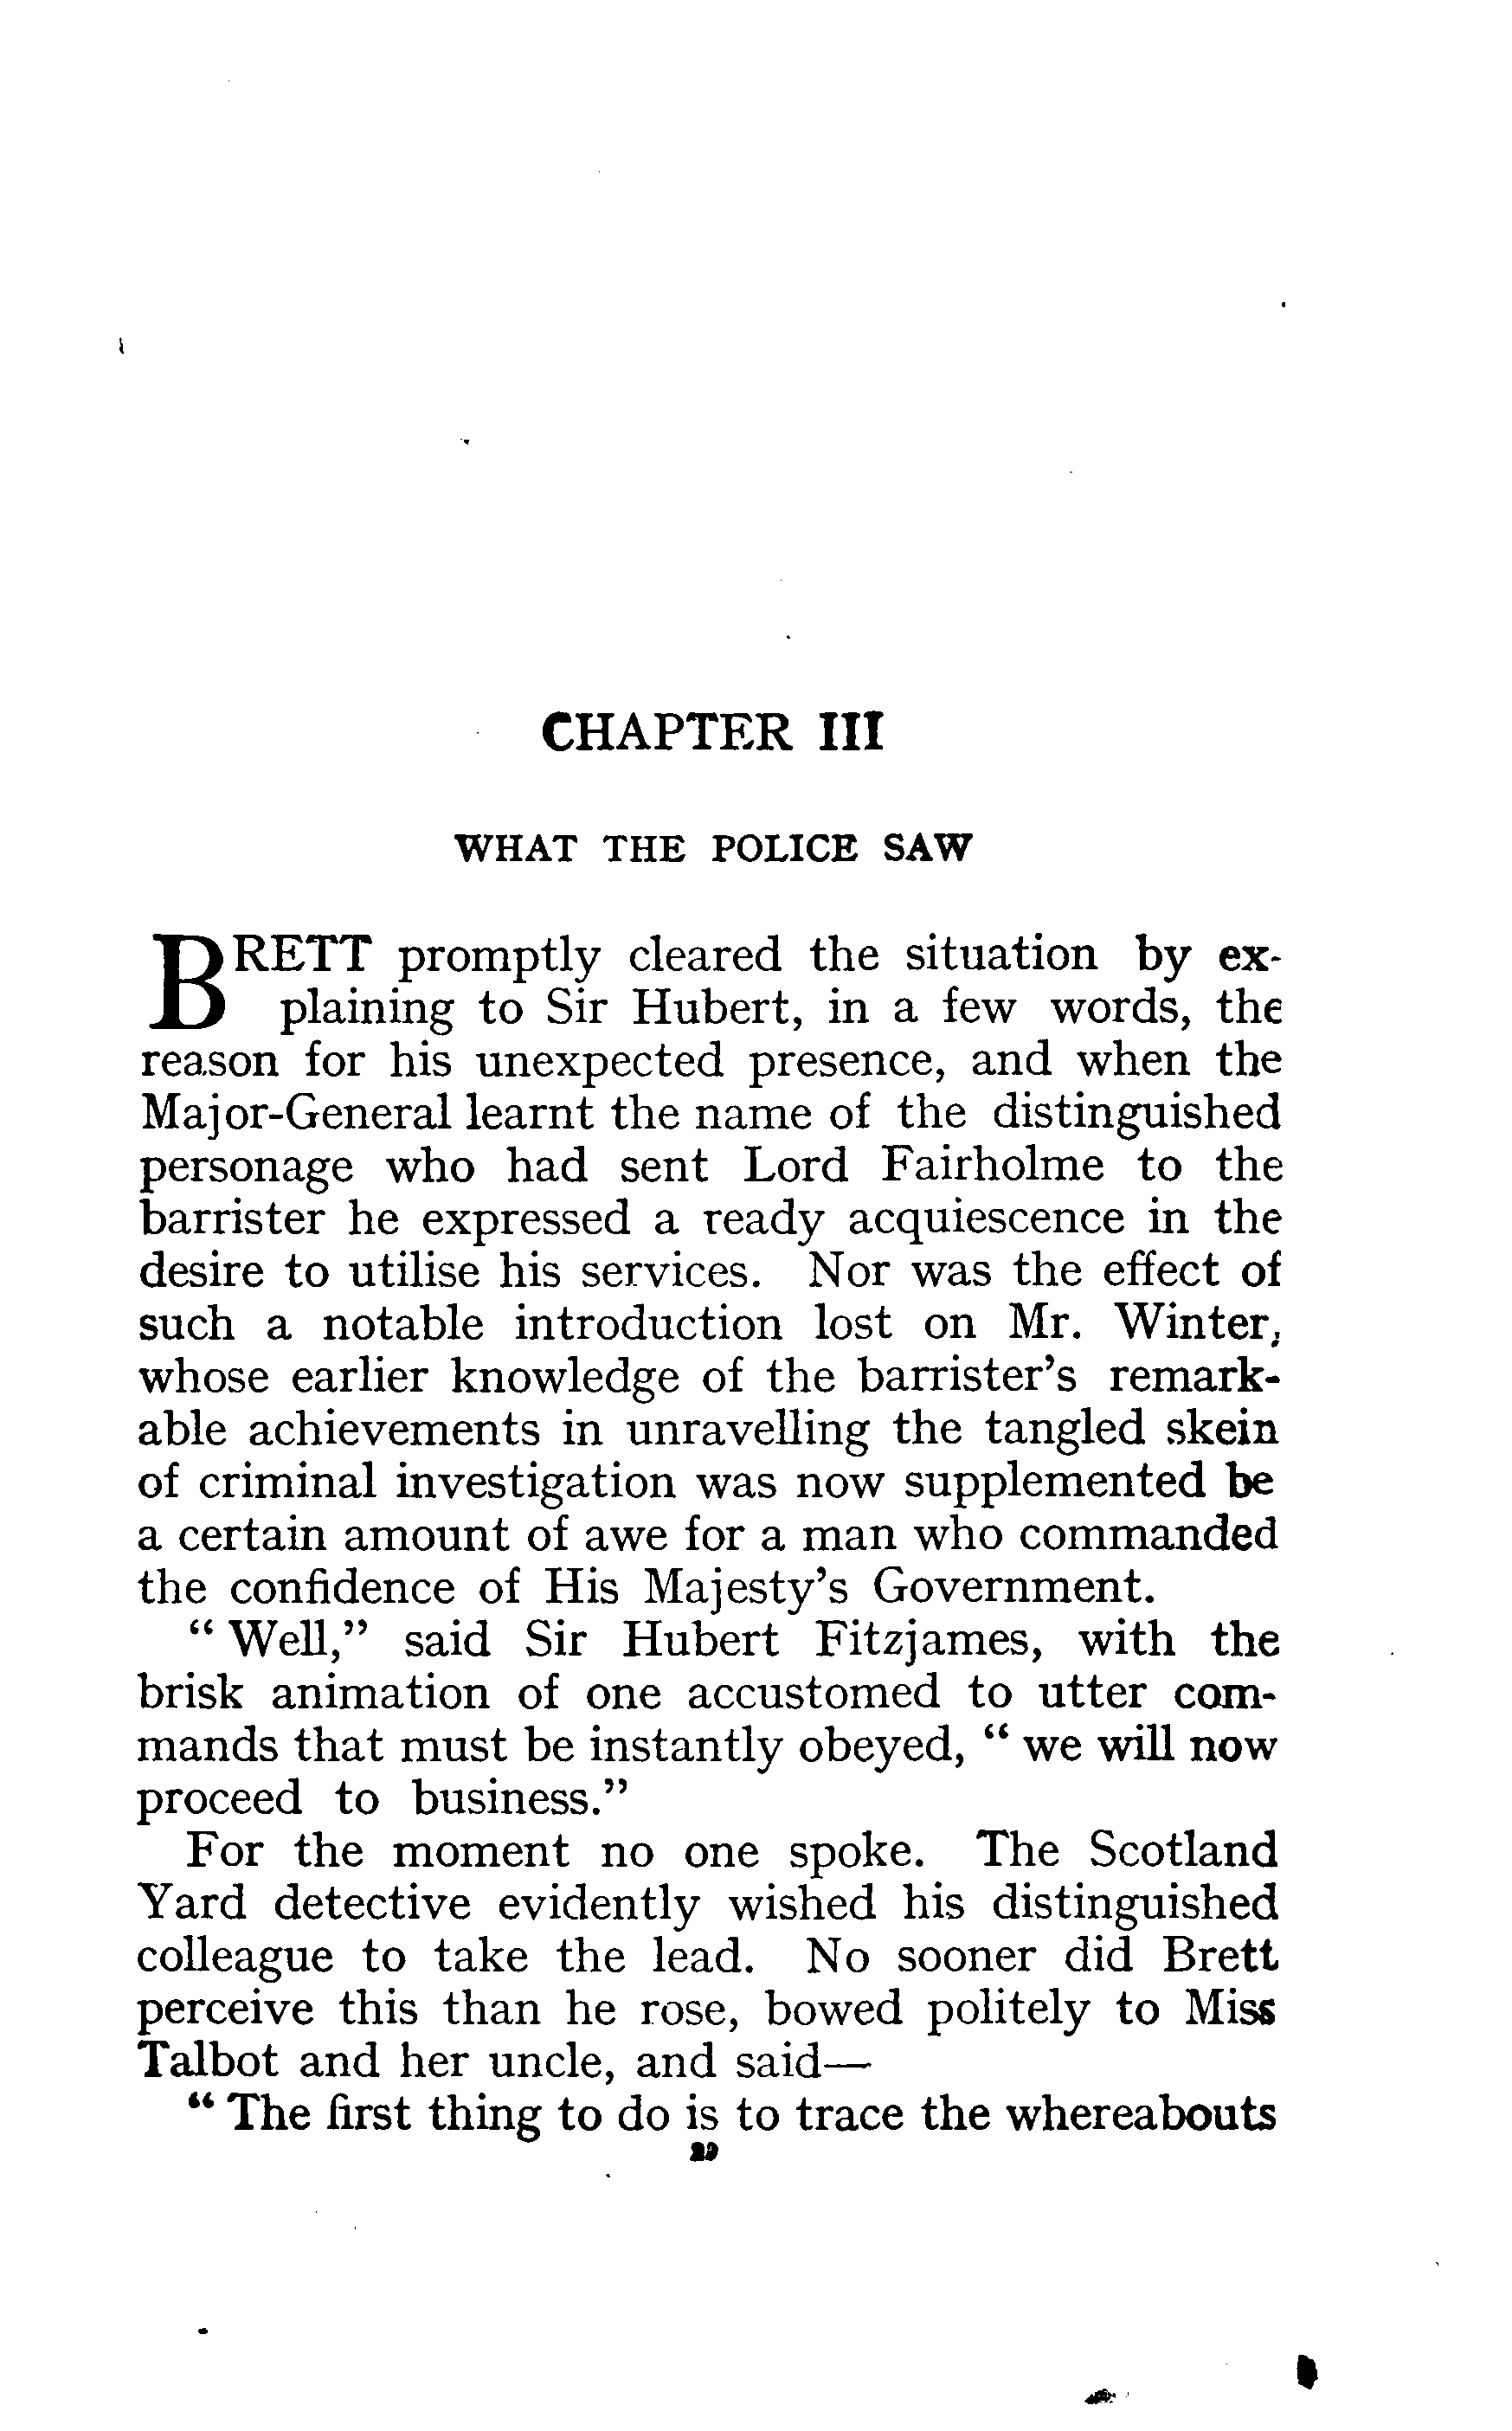 CHAPTER III
WHAT THE POLICE SAW
BRETT promptly cleared the situation by ex-
plaining to Sir Hubert, in a few words, the
reason for his unexpected presence, and when the
Major-General learnt the name of the distinguished
personage who had sent Lord Fairholme to the
barrister he expressed a ready acquiescence in the
desire to utilise his services. Nor was the effect of
such a notable introduction lost on Mr. Winter,
whose earlier knowledge of the barrister's remark-
able achievements in unravelling the tangled skein
of criminal investigation was now supplemented be
a certain amount of awe for a man who commanded
the confidence of His Majesty's Government.
" Well," said Sir Hubert Fitzjames, with the
brisk animation of one accustomed to utter com-
mands that must be instantly obeyed, " we will now
proceed to business."
For the moment no one spoke. The Scotland
Yard detective evidently wished his distinguished
colleague to take the lead. No sooner did Brett
perceive this than he rose, bowed politely to Miss
Talbot and her uncle, and said—
" The first thing to do is to trace the whereabouts